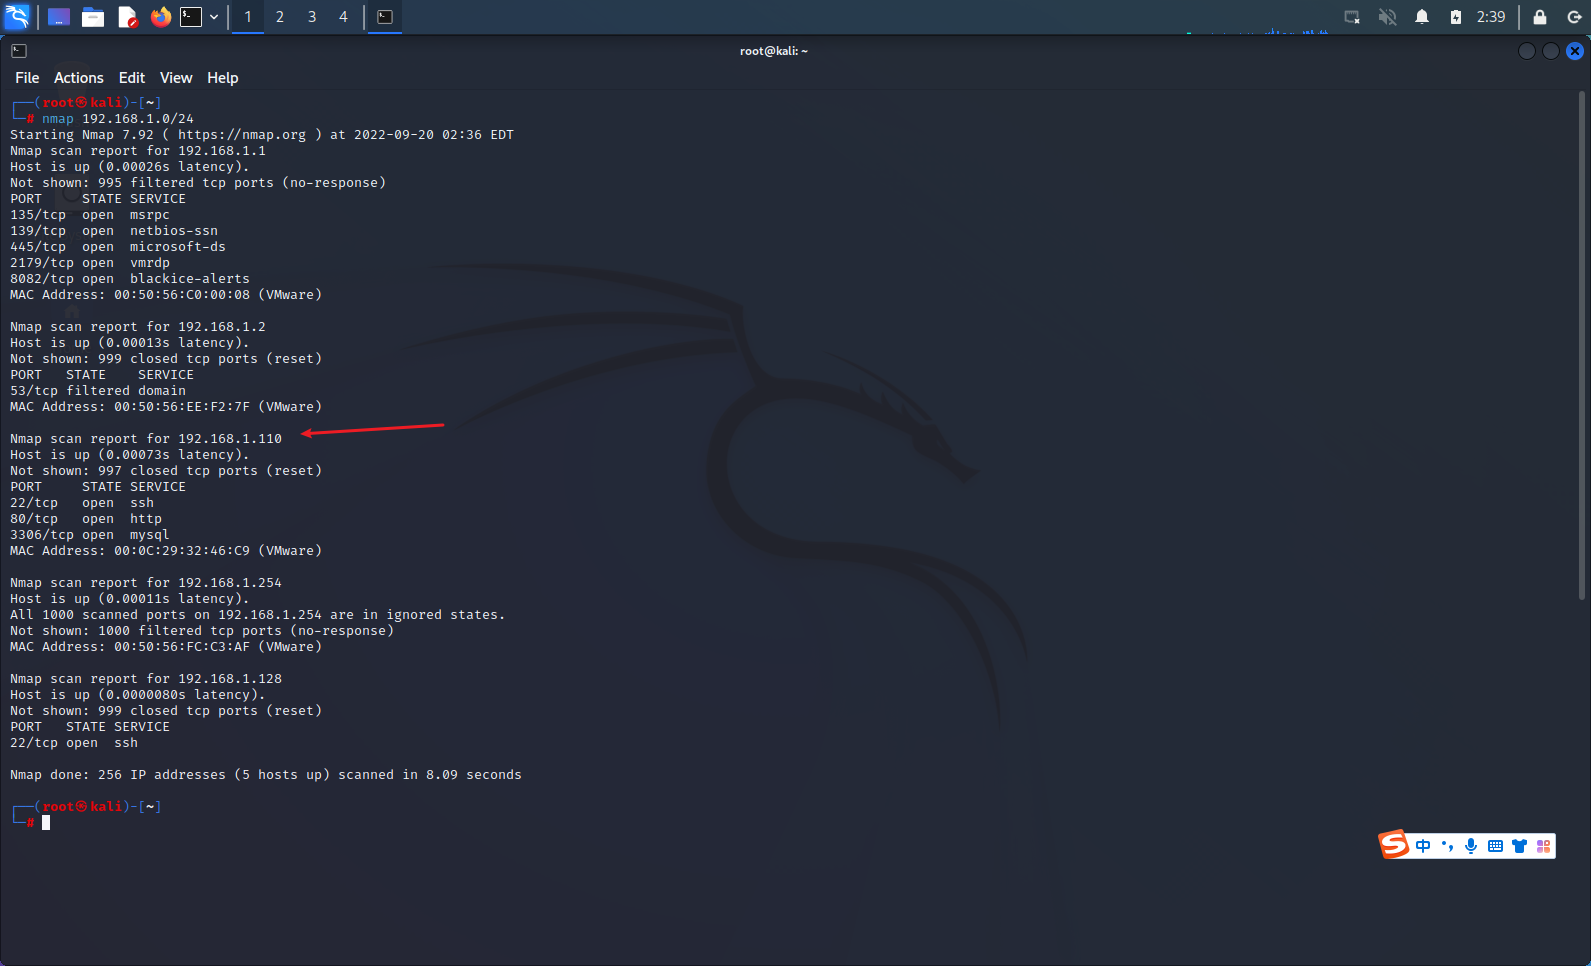 1 2 3 4 2:39
root@kali: ~
File Actions Edit View Help
┌──(root㉿kali)-[~]
└─# nmap 192.168.1.0/24
Starting Nmap 7.92 ( https://nmap.org ) at 2022-09-20 02:36 EDT
Nmap scan report for 192.168.1.1
Host is up (0.00026s latency).
Not shown: 995 filtered tcp ports (no-response)
PORT     STATE SERVICE
135/tcp  open  msrpc
139/tcp  open  netbios-ssn
445/tcp  open  microsoft-ds
2179/tcp open  vmrdp
8082/tcp open  blackice-alerts
MAC Address: 00:50:56:C0:00:08 (VMware)
Nmap scan report for 192.168.1.2
Host is up (0.00013s latency).
Not shown: 999 closed tcp ports (reset)
PORT   STATE    SERVICE
53/tcp filtered domain
MAC Address: 00:50:56:EE:F2:7F (VMware)
Nmap scan report for 192.168.1.110
Host is up (0.00073s latency).
Not shown: 997 closed tcp ports (reset)
PORT     STATE SERVICE
22/tcp   open  ssh
80/tcp   open  http
3306/tcp open  mysql
MAC Address: 00:0C:29:32:46:C9 (VMware)
Nmap scan report for 192.168.1.254
Host is up (0.00011s latency).
All 1000 scanned ports on 192.168.1.254 are in ignored states.
Not shown: 1000 filtered tcp ports (no-response)
MAC Address: 00:50:56:FC:C3:AF (VMware)
Nmap scan report for 192.168.1.128
Host is up (0.0000080s latency).
Not shown: 999 closed tcp ports (reset)
PORT   STATE SERVICE
22/tcp open  ssh
Nmap done: 256 IP addresses (5 hosts up) scanned in 8.09 seconds
┌──(root㉿kali)-[~]
└─#
S 中